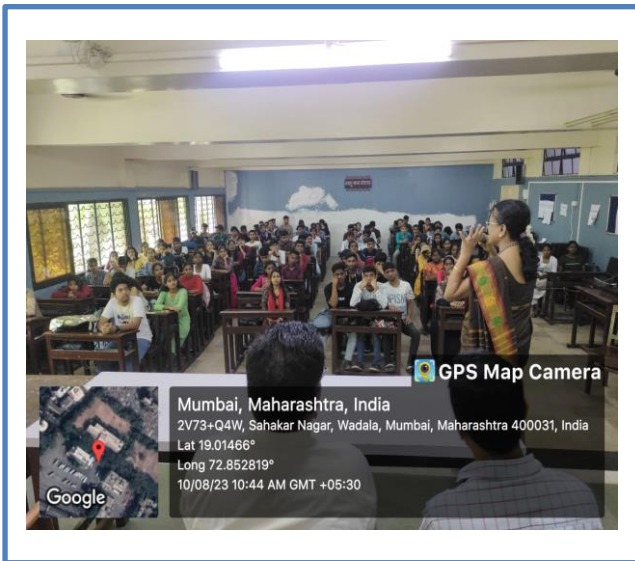 GPS Map Camera
Mumbai, Maharashtra, India
2V73+Q4W, Sahakar Nagar, Wadala, Mumbai, Maharashtra 400031, India
Lat 19.01466°
Long 72.852819°
10/08/23 10:44 AM GMT +05:30
Google